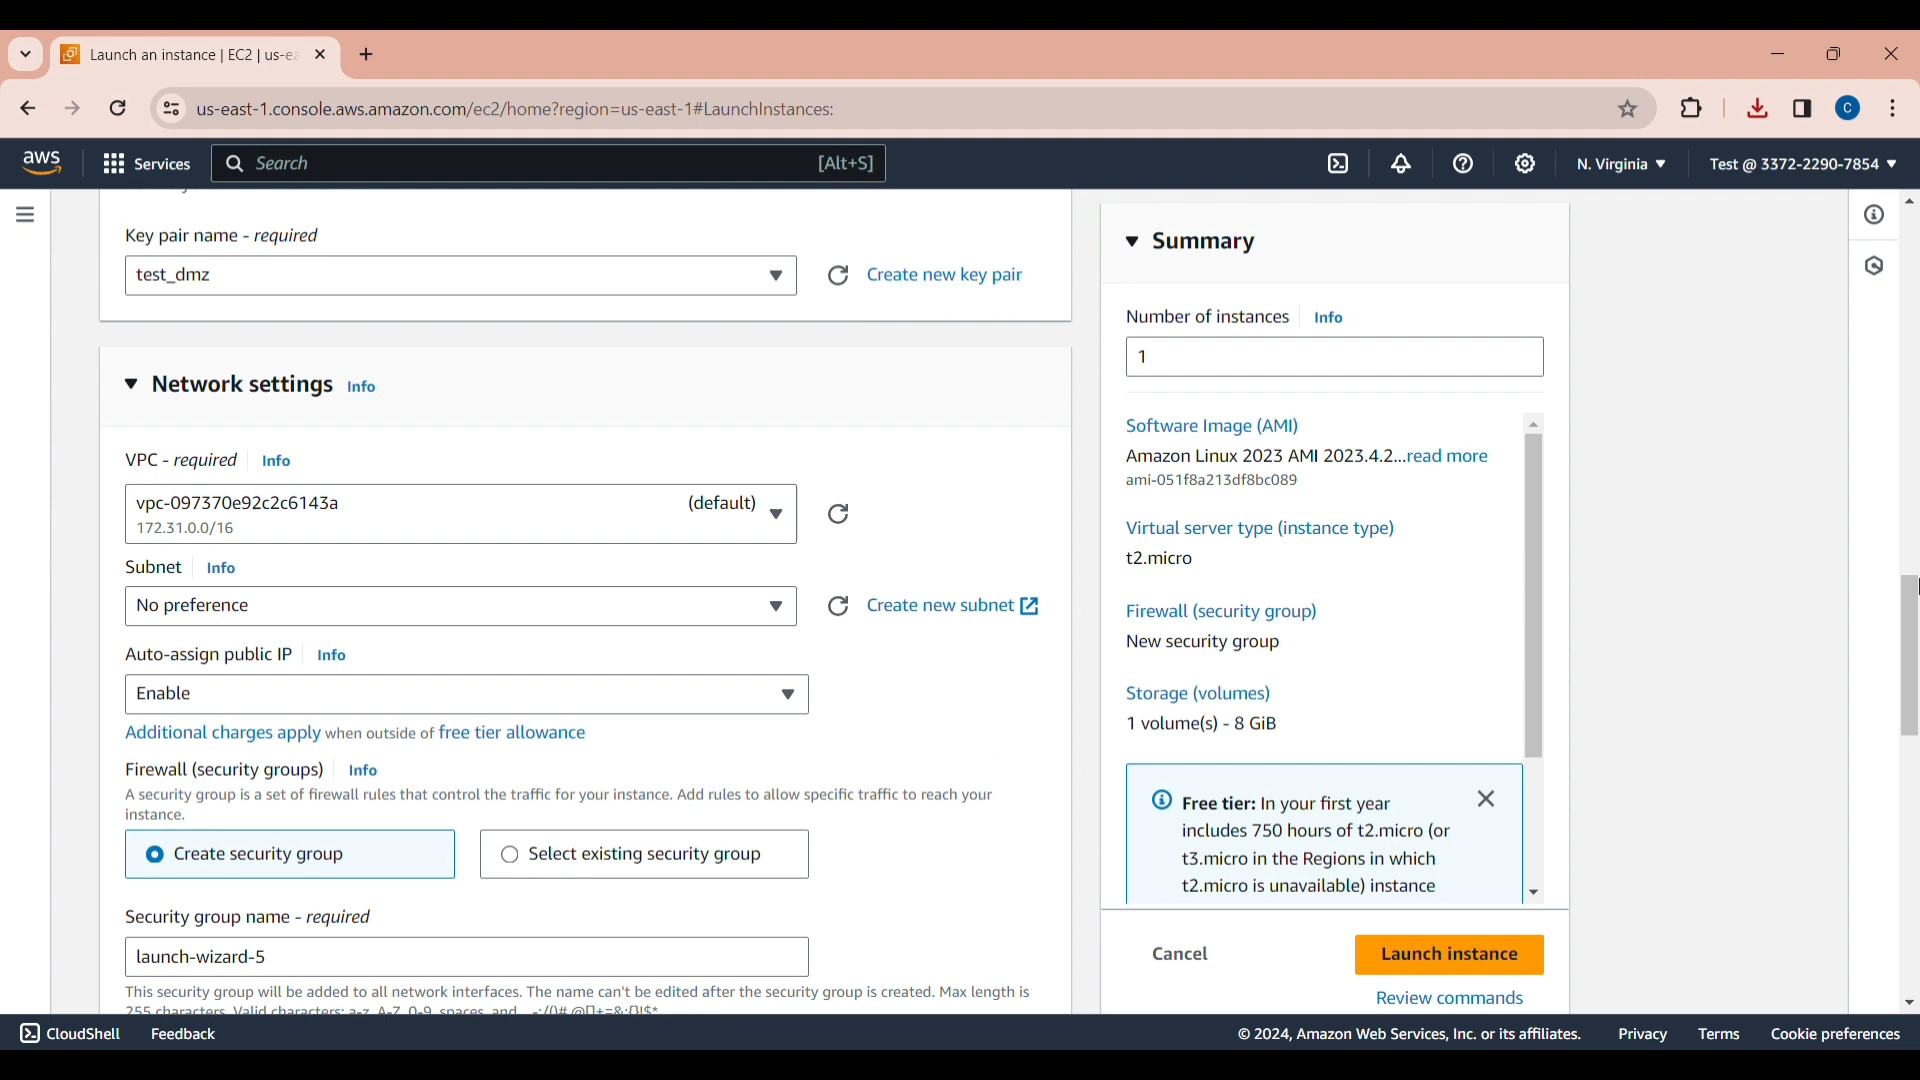 Launch an instance | EC2 | us-ea
us-east-1.console.aws.amazon.com/ec2/home?region=us-east-1#LaunchInstances:
C
aws
Services
Search
[Alt+S]
N. Virginia
Test @ 3372-2290-7854
Key pair name - required
test_dmz
Create new key pair
Network settings Info
VPC - required Info
vpc-097370e92c2c6143a (default)
172.31.0.0/16
Subnet Info
No preference
Create new subnet
Auto-assign public IP Info
Enable
Additional charges apply when outside of free tier allowance
Firewall (security groups) Info
A security group is a set of firewall rules that control the traffic for your instance. Add rules to allow specific traffic to reach your
instance.
Create security group
Select existing security group
Security group name - required
launch-wizard-5
This security group will be added to all network interfaces. The name can't be edited after the security group is created. Max length is
255 characters. Valid characters: a-z, A-Z, 0-9, spaces, and
Summary
Number of instances Info
1
Software Image (AMI)
Amazon Linux 2023 AMI 2023.4.2...read more
ami-051f8a213df8bc089
Virtual server type (instance type)
t2.micro
Firewall (security group)
New security group
Storage (volumes)
1 volume(s) - 8 GiB
Free tier: In your first year
includes 750 hours of t2.micro (or
t3.micro in the Regions in which
t2.micro is unavailable) instance
Cancel
Launch instance
Review commands
CloudShell
Feedback
© 2024, Amazon Web Services, Inc. or its affiliates.
Privacy
Terms
Cookie preferences